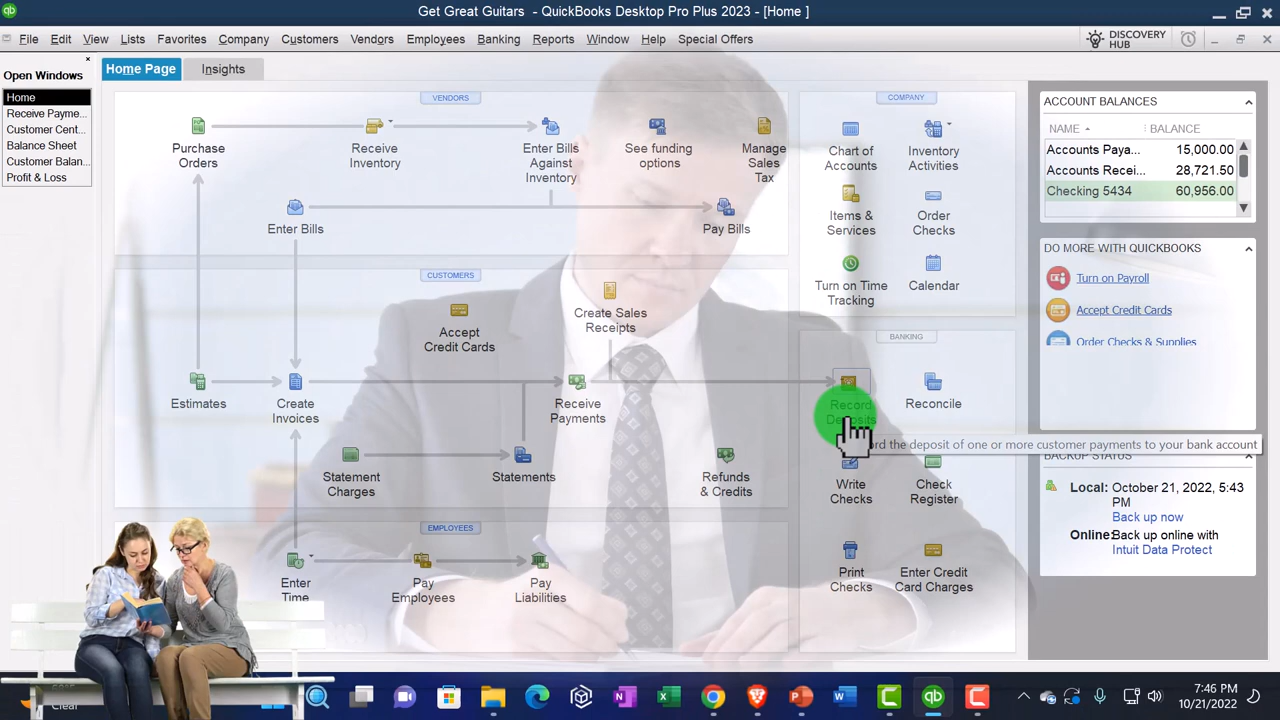 Get Great Guitars - QuickBooks Desktop Pro Plus 2023 - [Home ]
File Edit View Lists Favorites Company Customers Vendors Employees Banking Reports Window Help Special Offers
DISCOVERY
HUB
Open Windows
Home
Receive Payme...
Customer Cent...
Balance Sheet
Customer Balan...
Profit & Loss
Home Page
Insights
VENDORS
Purchase
Orders
Receive
Inventory
Enter Bills
Against
Inventory
See funding
options
Manage
Sales
Tax
Enter Bills
Pay Bills
CUSTOMERS
Create Sales
Receipts
Accept
Credit Cards
Estimates
Create
Invoices
Receive
Payments
Statement
Charges
Statements
Refunds
& Credits
EMPLOYEES
Enter
Time
Pay
Employees
Pay
Liabilities
COMPANY
Chart of
Accounts
Inventory
Activities
Items &
Services
Order
Checks
Turn on Time
Tracking
Calendar
BANKING
Record
Deposits
Reconcile
the deposit of one or more customer payments to your bank account
Write
Checks
Check
Register
Print
Checks
Enter Credit
Card Charges
ACCOUNT BALANCES
NAME BALANCE
Accounts Paya... 15,000.00
Accounts Recei... 28,721.50
Checking 5434 60,956.00
DO MORE WITH QUICKBOOKS
Turn on Payroll
Accept Credit Cards
Order Checks & Supplies
BACKUP STATUS
Local: October 21, 2022, 5:43
PM
Back up now
Online: Back up online with
Intuit Data Protect
Clear
7:46 PM
10/21/2022